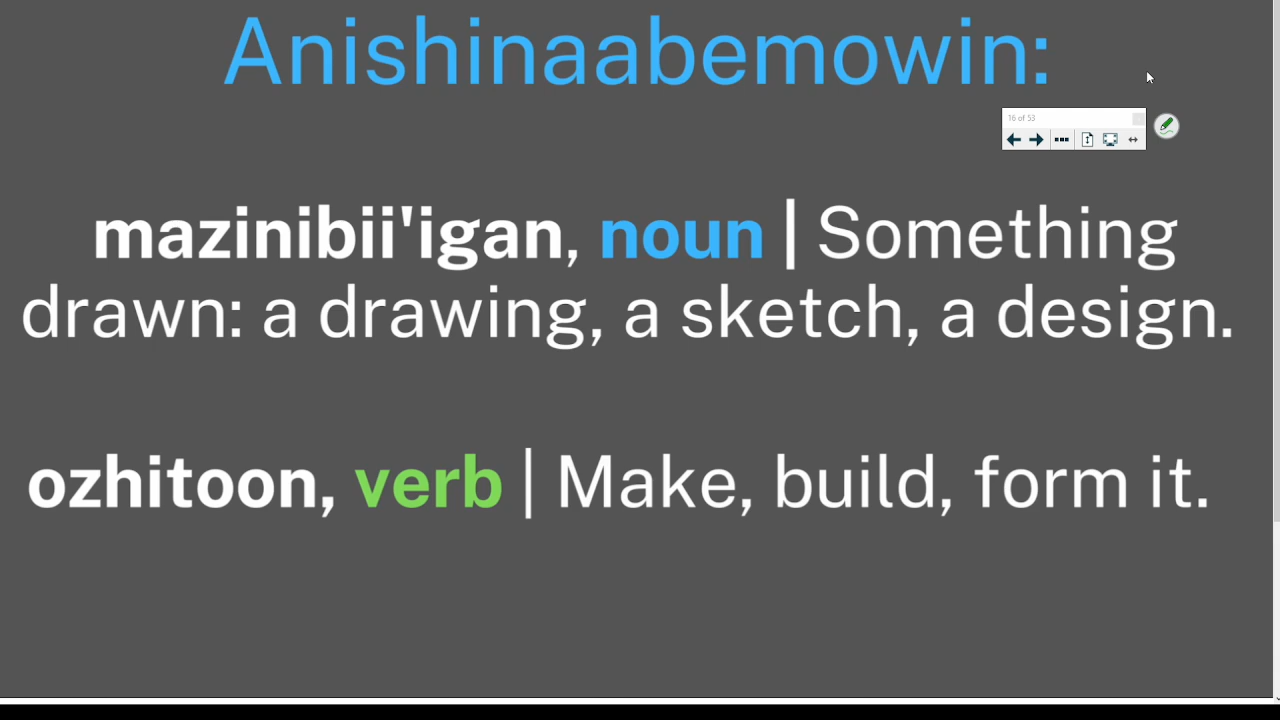 Anishinaabemowin:
16 of 53
mazinibii'igan, noun | Something
drawn: a drawing, a sketch, a design.
ozhitoon, verb | Make, build, form it.